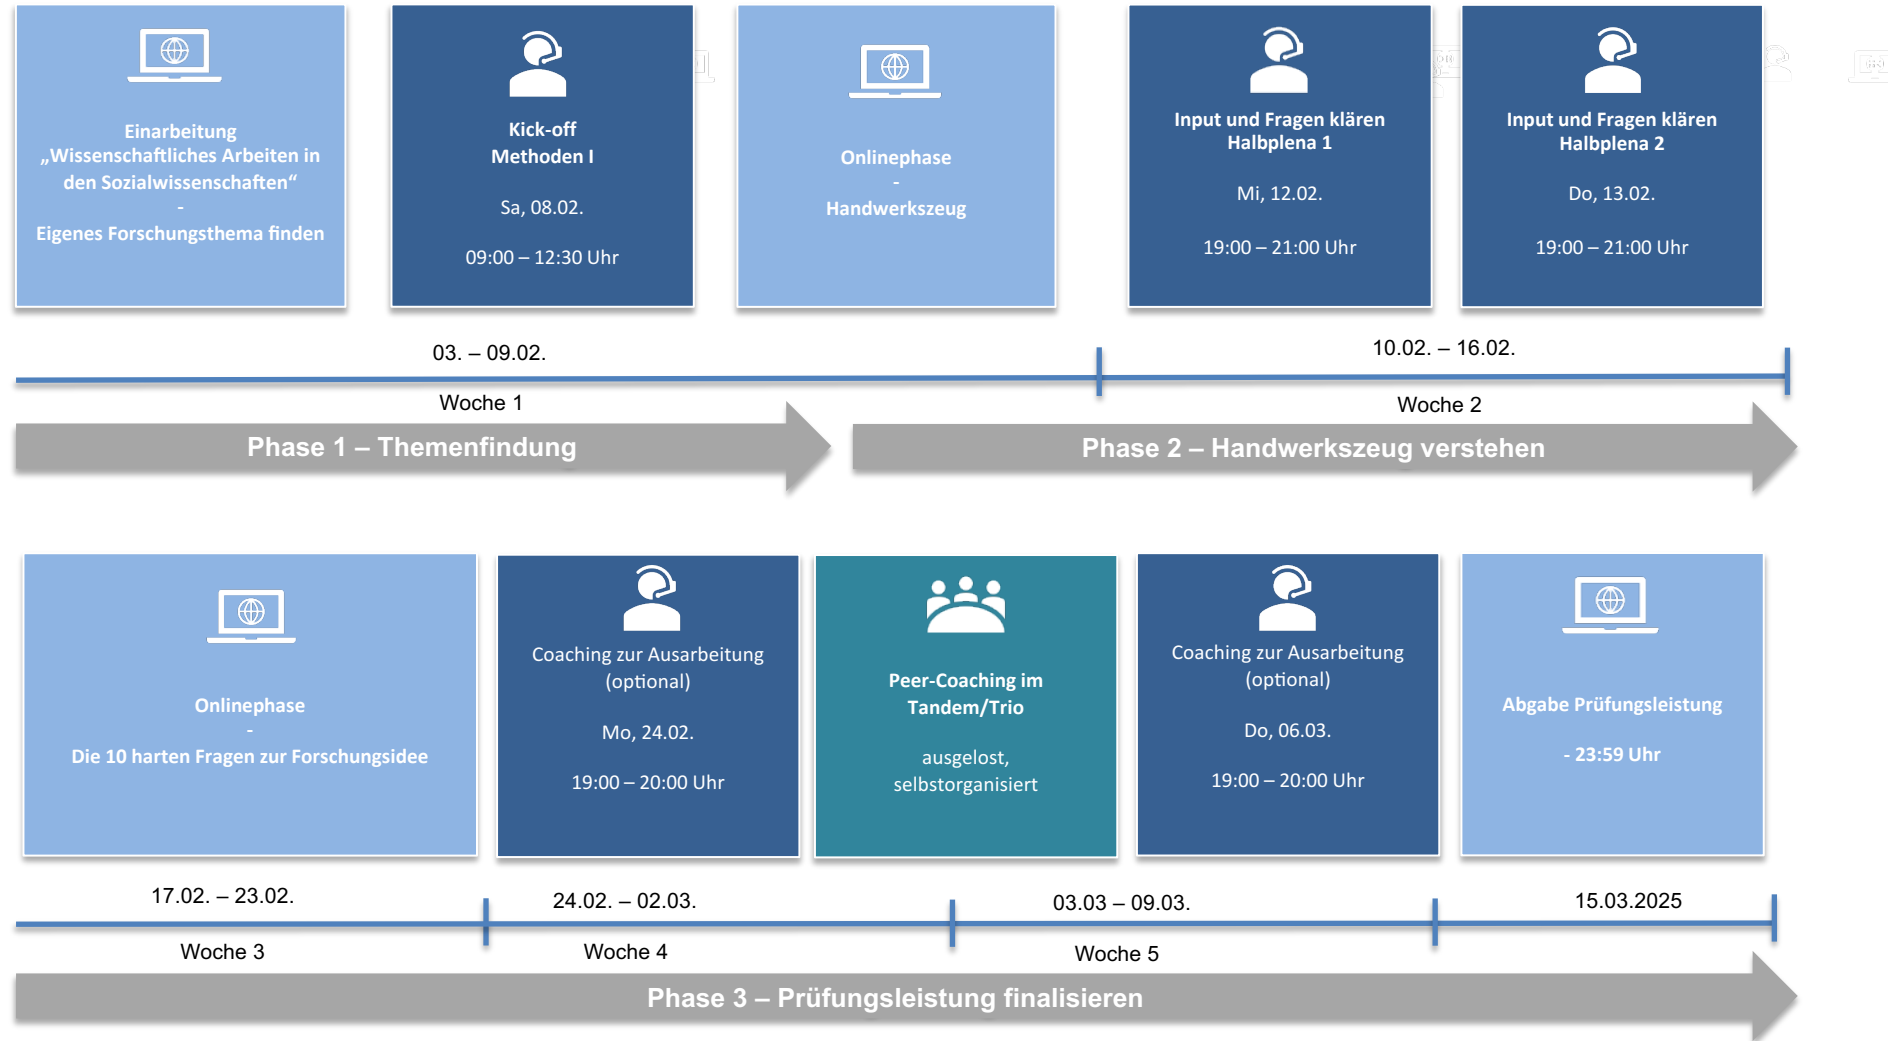 Einarbeitung
„Wissenschaftliches Arbeiten in
den Sozialwissenschaften“
-
Eigenes Forschungsthema finden
Kick-off
Methoden I
Sa, 08.02.
09:00 – 12:30 Uhr
Onlinephase
-
Handwerkszeug
Input und Fragen klären
Halbplena 1
Mi, 12.02.
19:00 – 21:00 Uhr
Input und Fragen klären
Halbplena 2
Do, 13.02.
19:00 – 21:00 Uhr
03. – 09.02.
10.02. – 16.02.
Woche 1
Woche 2
Phase 1 – Themenfindung
Phase 2 – Handwerkszeug verstehen
Onlinephase
-
Die 10 harten Fragen zur Forschungsidee
Coaching zur Ausarbeitung
(optional)
Mo, 24.02.
19:00 – 20:00 Uhr
Peer-Coaching im
Tandem/Trio
ausgelost,
selbstorganisiert
Coaching zur Ausarbeitung
(optional)
Do, 06.03.
19:00 – 20:00 Uhr
Abgabe Prüfungsleistung
- 23:59 Uhr
17.02. – 23.02.
24.02. – 02.03.
03.03 – 09.03.
15.03.2025
Woche 3
Woche 4
Woche 5
Phase 3 – Prüfungsleistung finalisieren